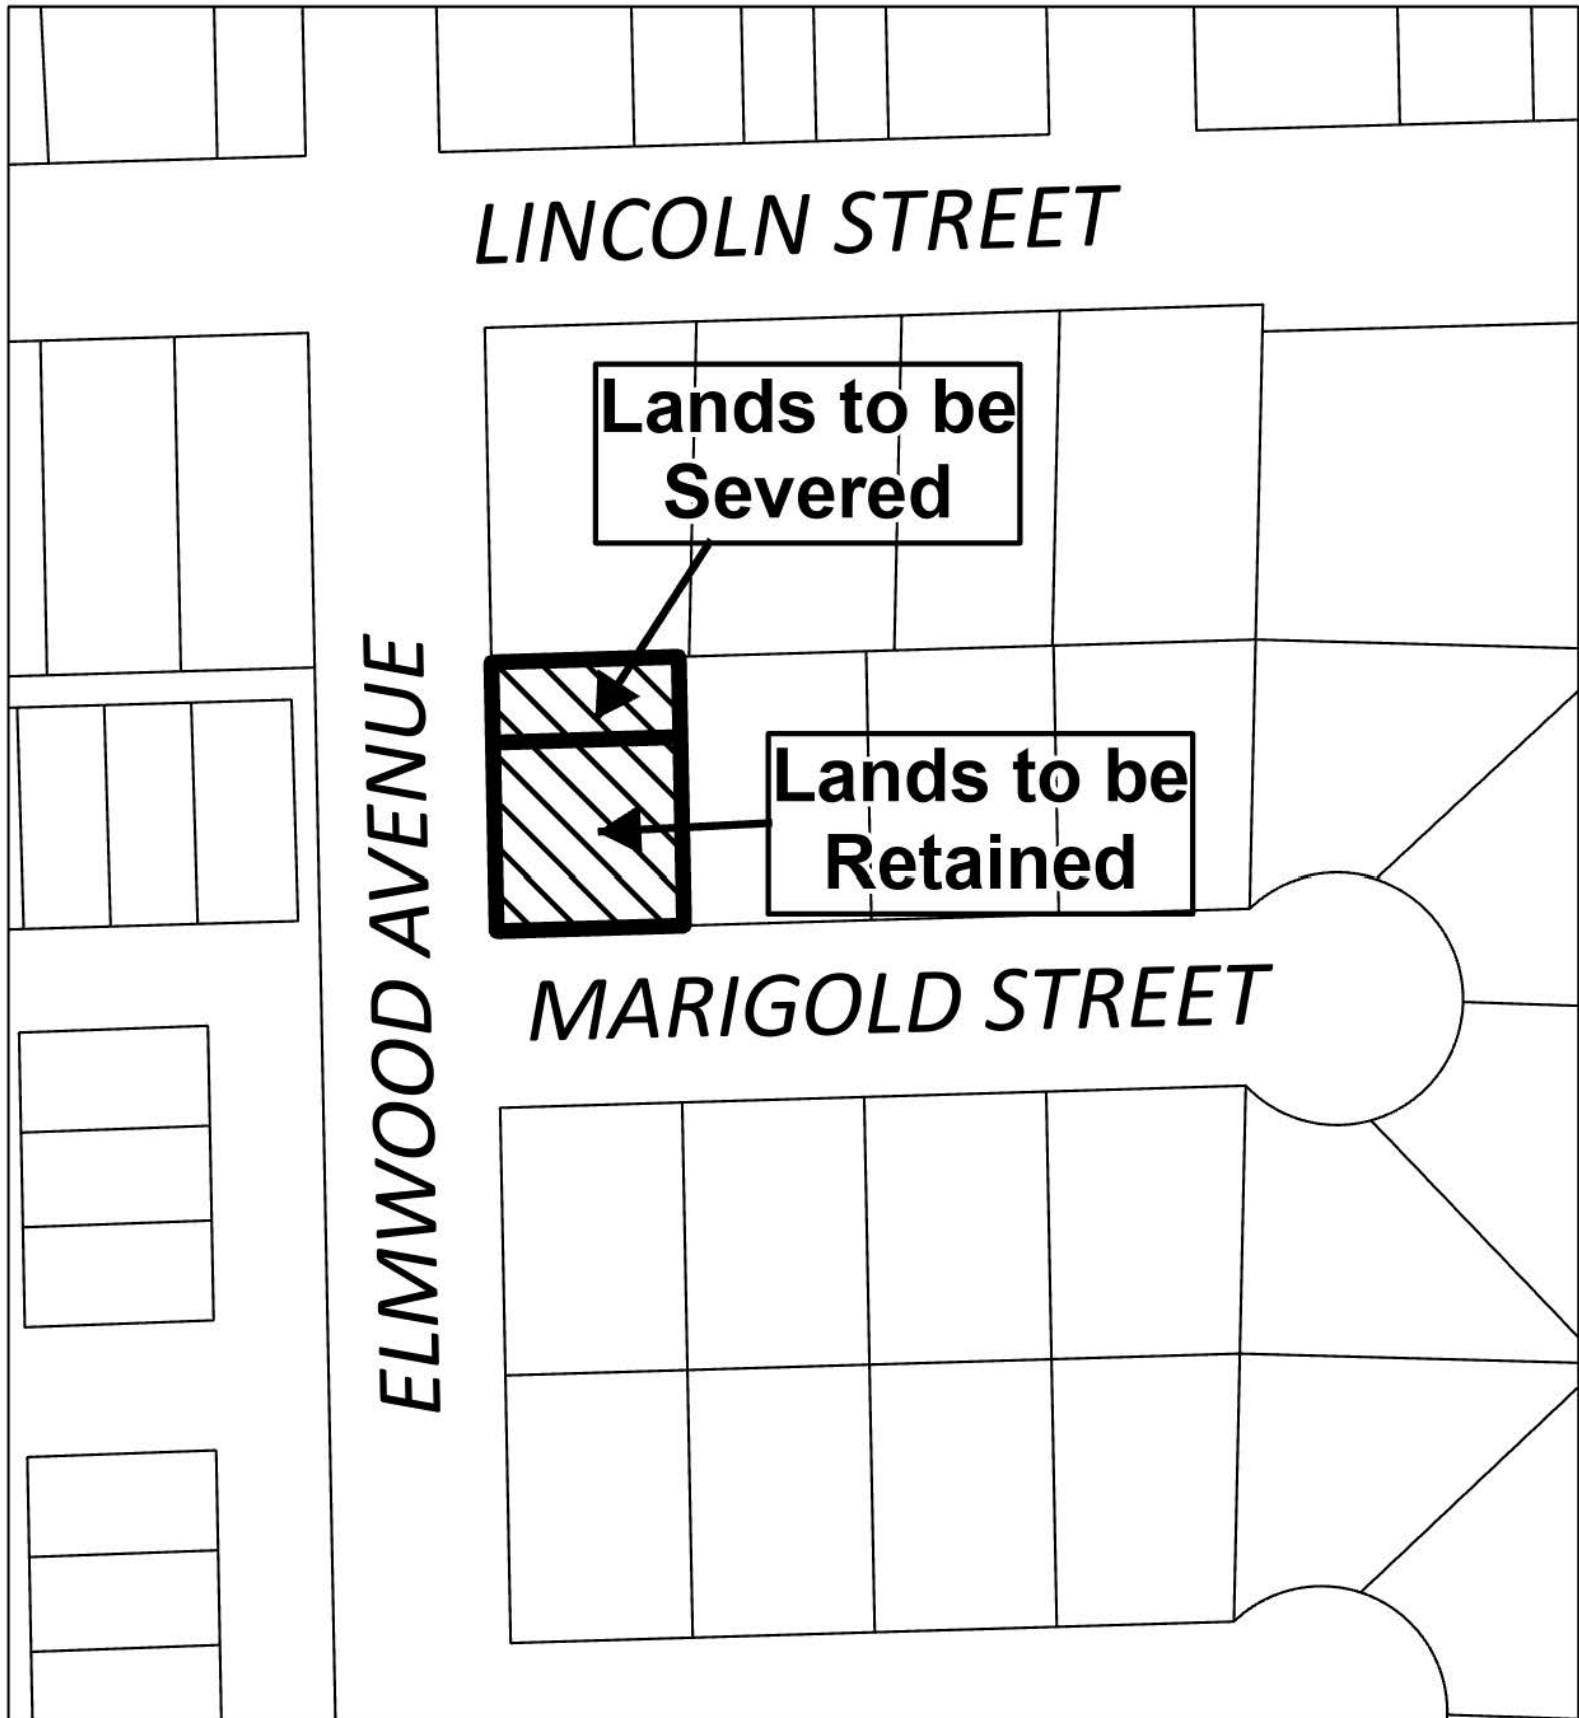 LINCOLN STREET
Lands to be
Severed
ELMWOOD AVENUE
Lands to be
Retained
MARIGOLD STREET